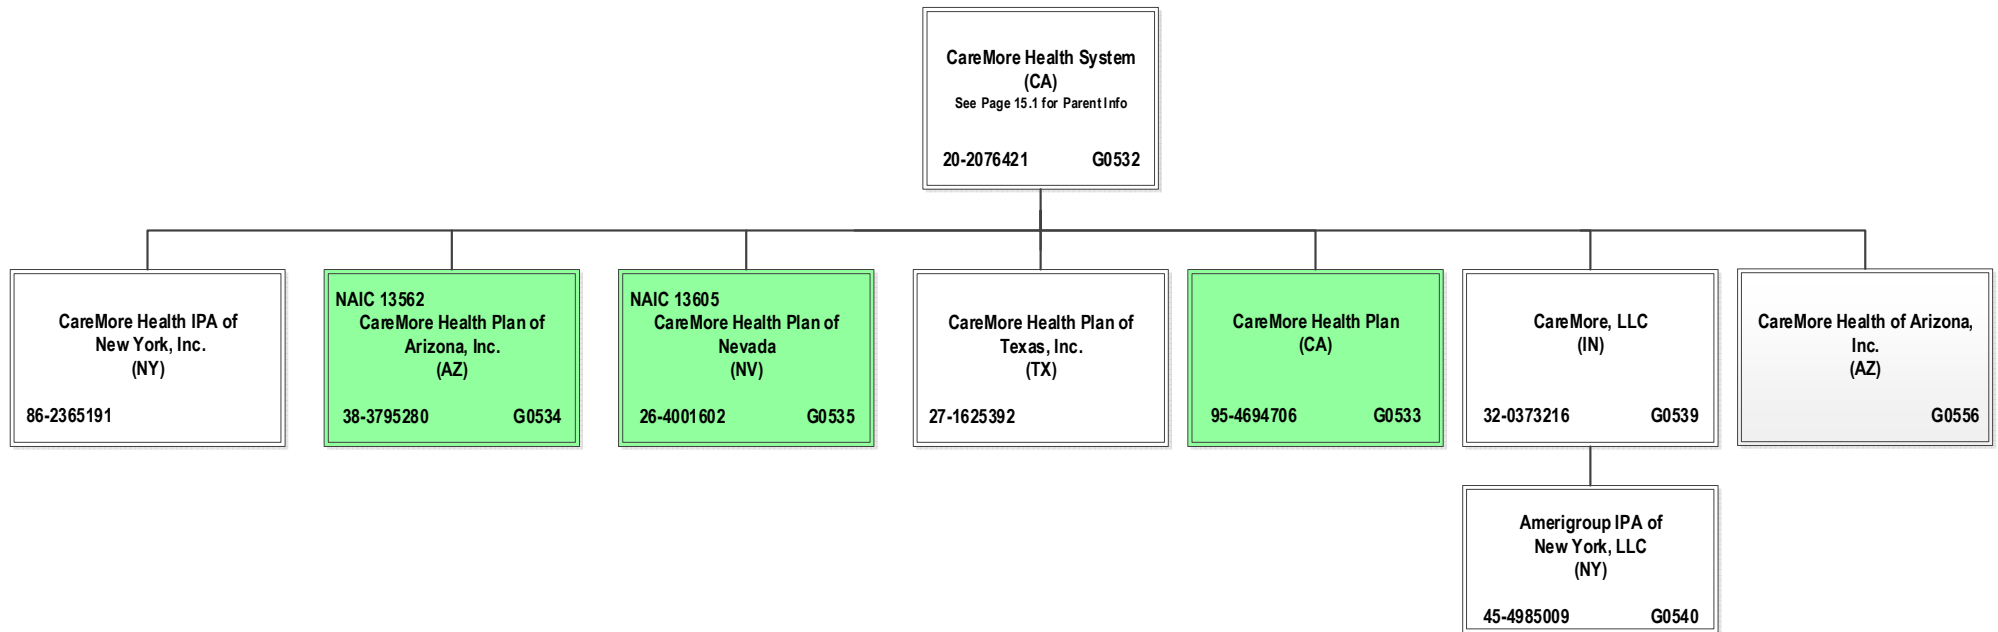 CareMore Health System
(CA)
See Page 15.1 for Parent Info
20-2076421 G0532
CareMore Health IPA of
New York, Inc.
(NY)
86-2365191
NAIC 13562
CareMore Health Plan of
Arizona, Inc.
(AZ)
38-3795280 G0534
NAIC 13605
CareMore Health Plan of
Nevada
(NV)
26-4001602 G0535
CareMore Health Plan of
Texas, Inc.
(TX)
27-1625392
CareMore Health Plan
(CA)
95-4694706 G0533
CareMore, LLC
(IN)
32-0373216 G0539
CareMore Health of Arizona,
Inc.
(AZ)
G0556
Amerigroup IPA of
New York, LLC
(NY)
45-4985009 G0540